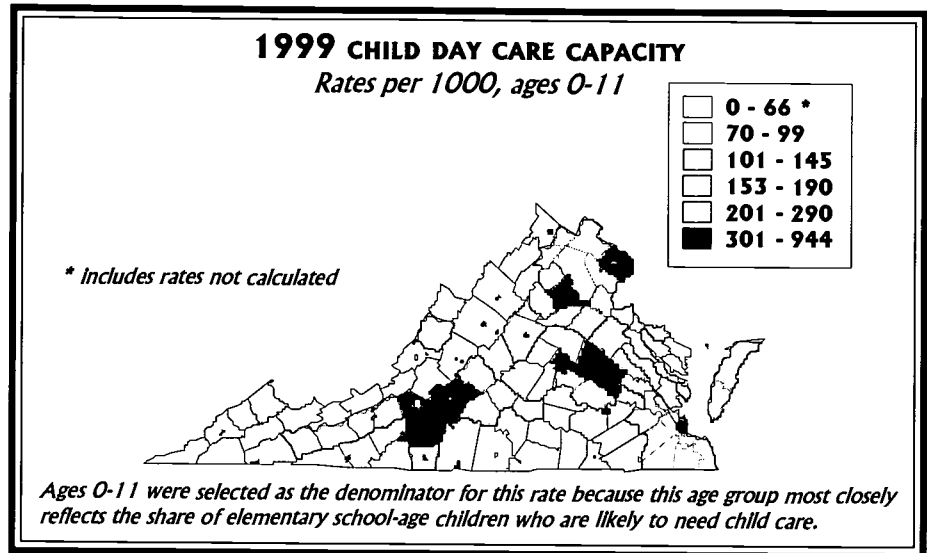 1999 CHILD DAY CARE CAPACITY
Rates per 1000, ages 0-11
0 - 66 *
70 - 99
101 - 145
153 - 190
201 - 290
301 - 944
* Includes rates not calculated
Ages 0-11 were selected as the denominator for this rate because this age group most closely
reflects the share of elementary school-age children who are likely to need child care.